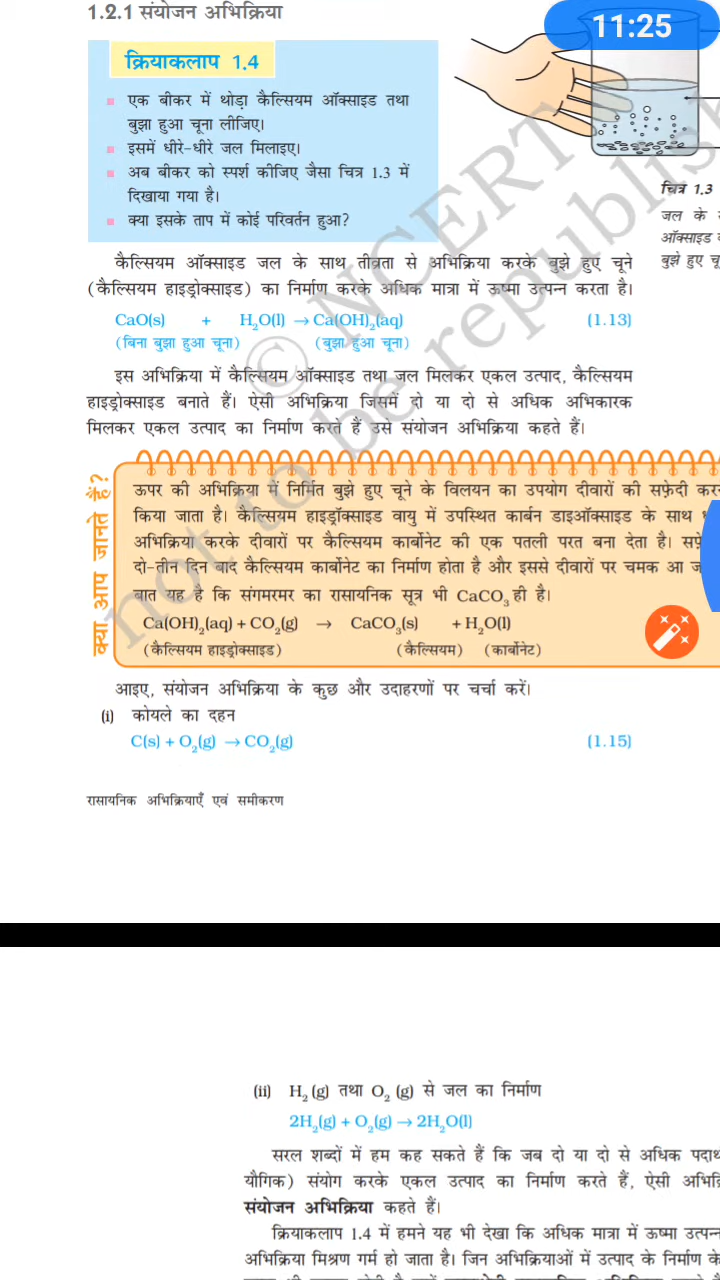 1.2.1 संयोजन अभिक्रिया
11:25
क्रियाकलाप 1.4
एक बीकर में थोड़ा कैल्सियम ऑक्साइड तथा
बुझा हुआ चूना लीजिए।
इसमें धीरे-धीरे जल मिलाइए।
अब बीकर को स्पर्श कीजिए जैसा चित्र 1.3 में
दिखाया गया है।
क्या इसके ताप में कोई परिवर्तन हुआ?
चित्र 1.3
जल के
ऑक्साइड
बुझे हुए चू
कैल्सियम ऑक्साइड जल के साथ तीव्रता से अभिक्रिया करके बुझे हुए चूने
(कैल्सियम हाइड्रोक्साइड) का निर्माण करके अधिक मात्रा में ऊष्मा उत्पन्न करता है।
CaO(s) + H₂O(l) → Ca(OH)₂(aq) (1.13)
(बिना बुझा हुआ चूना) (बुझा हुआ चूना)
इस अभिक्रिया में कैल्सियम ऑक्साइड तथा जल मिलकर एकल उत्पाद, कैल्सियम
हाइड्रोक्साइड बनाते हैं। ऐसी अभिक्रिया जिसमें दो या दो से अधिक अभिकारक
मिलकर एकल उत्पाद का निर्माण करते हैं उसे संयोजन अभिक्रिया कहते हैं।
क्या आप जानते हैं?
ऊपर की अभिक्रिया में निर्मित बुझे हुए चूने के विलयन का उपयोग दीवारों की सफ़ेदी कर
किया जाता है। कैल्सियम हाइड्रॉक्साइड वायु में उपस्थित कार्बन डाइऑक्साइड के साथ
अभिक्रिया करके दीवारों पर कैल्सियम कार्बोनेट की एक पतली परत बना देता है। सफ़े
दो-तीन दिन बाद कैल्सियम कार्बोनेट का निर्माण होता है और इससे दीवारों पर चमक आ ज
बात यह है कि संगमरमर का रासायनिक सूत्र भी CaCO₃ ही है।
Ca(OH)₂(aq) + CO₂(g) → CaCO₃(s) + H₂O(l)
(कैल्सियम हाइड्रोक्साइड) (कैल्सियम) (कार्बोनेट)
आइए, संयोजन अभिक्रिया के कुछ और उदाहरणों पर चर्चा करें।
(i) कोयले का दहन
C(s) + O₂(g) → CO₂(g) (1.15)
रासायनिक अभिक्रियाएँ एवं समीकरण
© NCERT
not to be republish
(ii) H₂ (g) तथा O₂ (g) से जल का निर्माण
2H₂(g) + O₂(g) → 2H₂O(l)
सरल शब्दों में हम कह सकते हैं कि जब दो या दो से अधिक पदार्थ
यौगिक) संयोग करके एकल उत्पाद का निर्माण करते हैं, ऐसी अभिक्रि
संयोजन अभिक्रिया कहते हैं।
क्रियाकलाप 1.4 में हमने यह भी देखा कि अधिक मात्रा में ऊष्मा उत्पन्न
अभिक्रिया मिश्रण गर्म हो जाता है। जिन अभिक्रियाओं में उत्पाद के निर्माण के